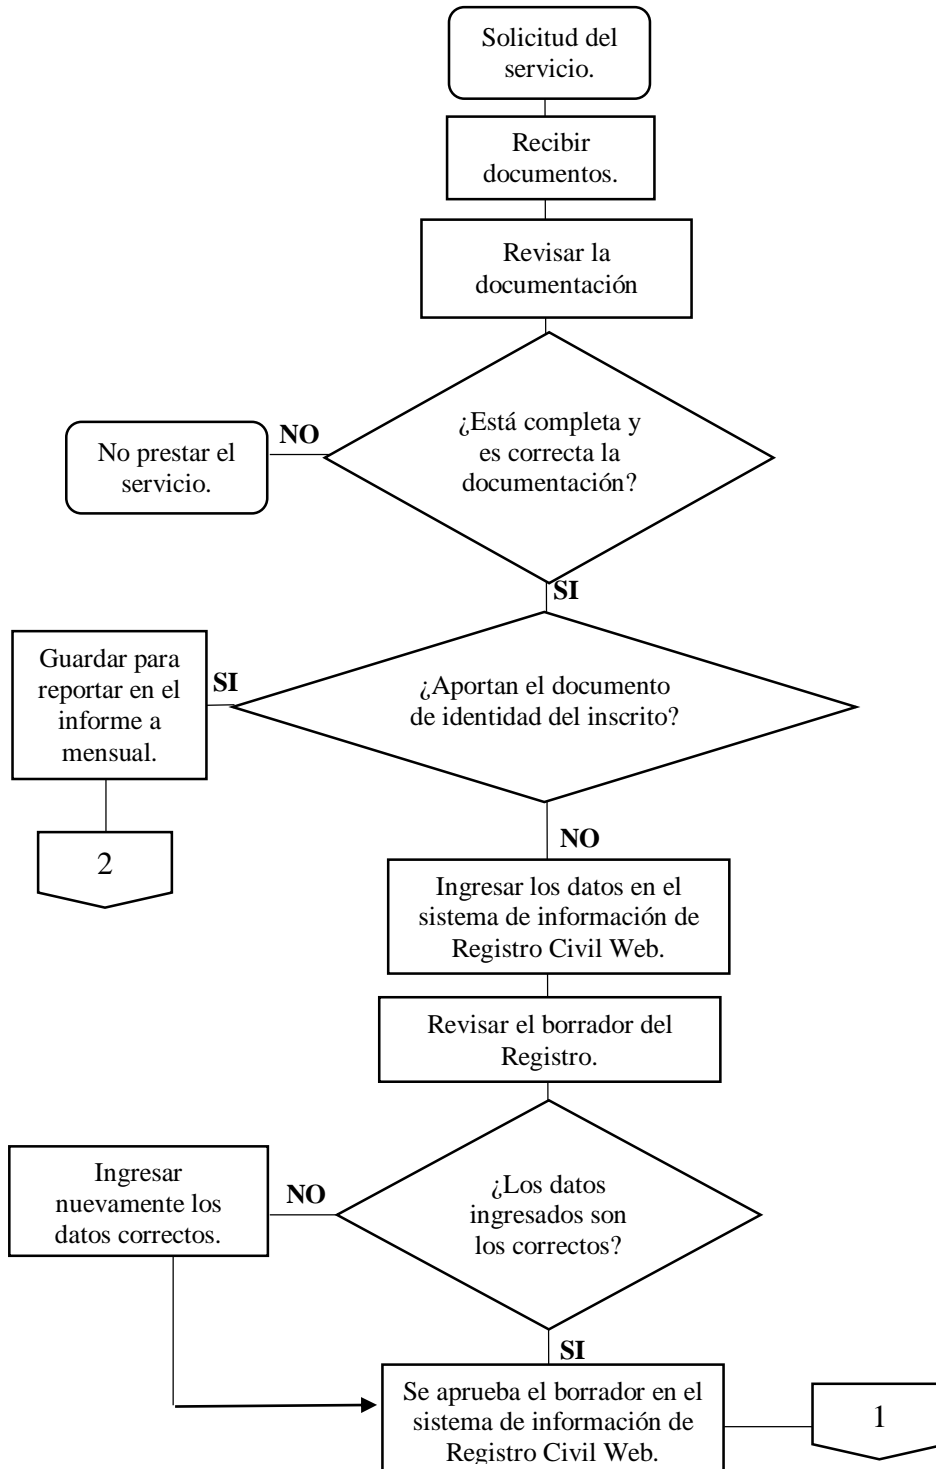 Solicitud del
servicio.
Recibir
documentos.
Revisar la
documentación
¿Está completa y
es correcta la
documentación?
NO
No prestar el
servicio.
SI
¿Aportan el documento
de identidad del inscrito?
SI
Guardar para
reportar en el
informe a
mensual.
2
NO
Ingresar los datos en el
sistema de información de
Registro Civil Web.
Revisar el borrador del
Registro.
¿Los datos
ingresados son
los correctos?
NO
Ingresar
nuevamente los
datos correctos.
SI
Se aprueba el borrador en el
sistema de información de
Registro Civil Web.
1